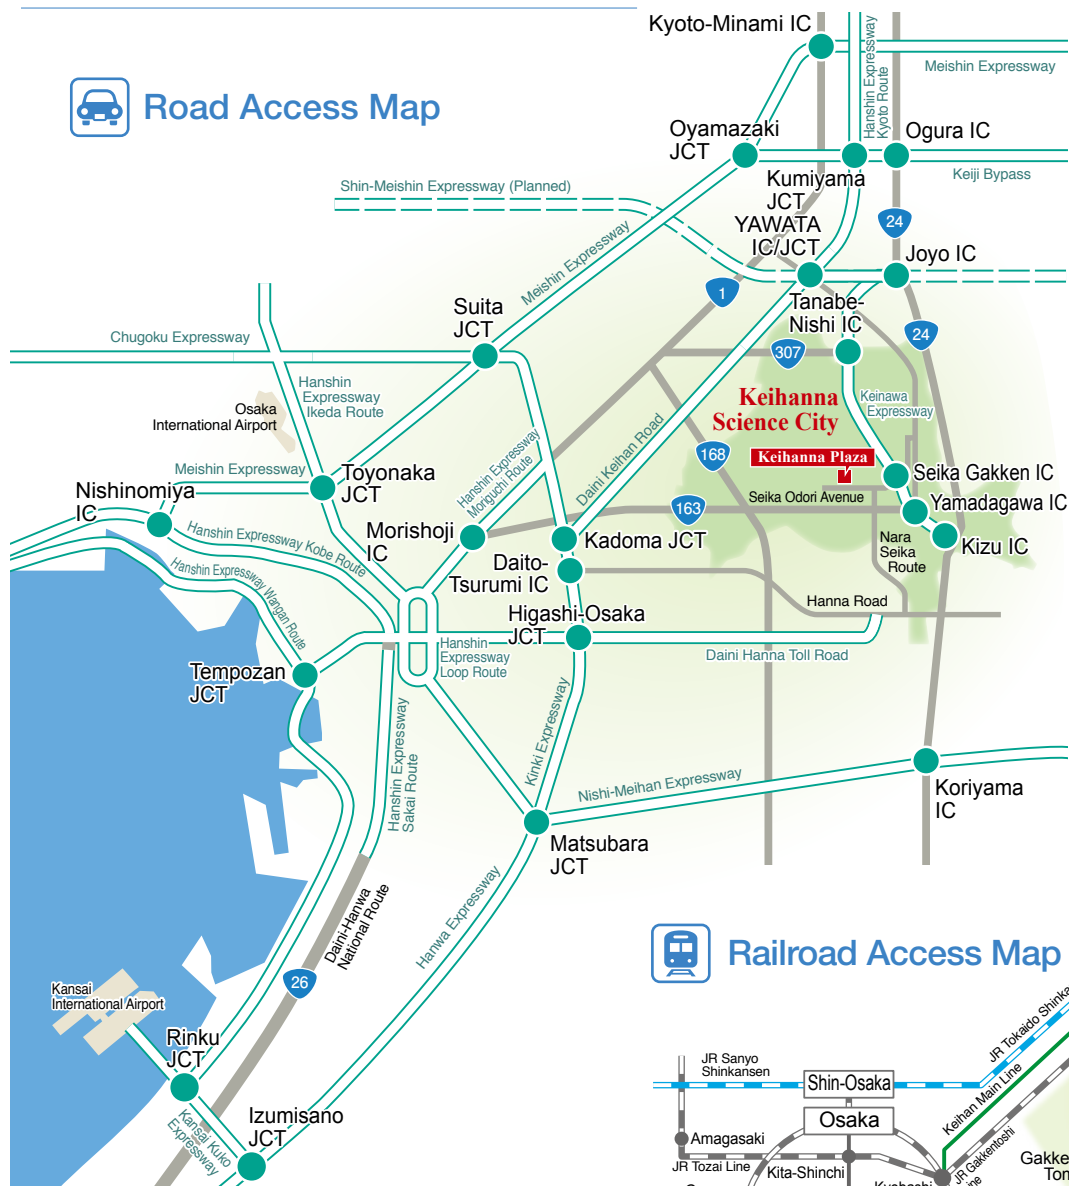 Kyoto-Minami IC
Hanshin Expressway
Kyoto Route
Meishin Expressway
Road Access Map
Oyamazaki
JCT
Ogura IC
Kumiyama
JCT
Keiji Bypass
Shin-Meishin Expressway (Planned)
24
YAWATA
IC/JCT
Joyo IC
Meishin Expressway
1
Tanabe-
Nishi IC
Suita
JCT
24
Chugoku Expressway
307
Hanshin
Expressway
Ikeda Route
Keihanna
Science City
Keinawa
Expressway
Osaka
International Airport
Daini Keihan Road
168
Keihanna Plaza
Hanshin Expressway
Moriguchi Route
Meishin Expressway
Toyonaka
JCT
Seika Gakken IC
Nishinomiya
IC
Seika Odori Avenue
Yamadagawa IC
163
Hanshin Expressway Kobe Route
Morishoji
IC
Kadoma JCT
Nara
Seika
Route
Kizu IC
Hanshin Expressway Wangan Route
Daito-
Tsurumi IC
Hanna Road
Higashi-Osaka
JCT
Hanshin
Expressway
Loop Route
Daini Hanna Toll Road
Tempozan
JCT
Kinki Expressway
Hanshin Expressway
Sakai Route
Nishi-Meihan Expressway
Koriyama
IC
Matsubara
JCT
Hanwa Expressway
Daini-Hanwa
National Route
Railroad Access Map
26
Kansai
International Airport
Rinku
JCT
Kansai Kuko
Expressway
Izumisano
JCT
JR Sanyo
Shinkansen
JR Tokaido Shinka
Shin-Osaka
Keihan Main Line
Osaka
Amagasaki
JR Tozai Line
Kita-Shinchi
JR Gakkentoshi
Line
Gakke
Tom
Kyobashi